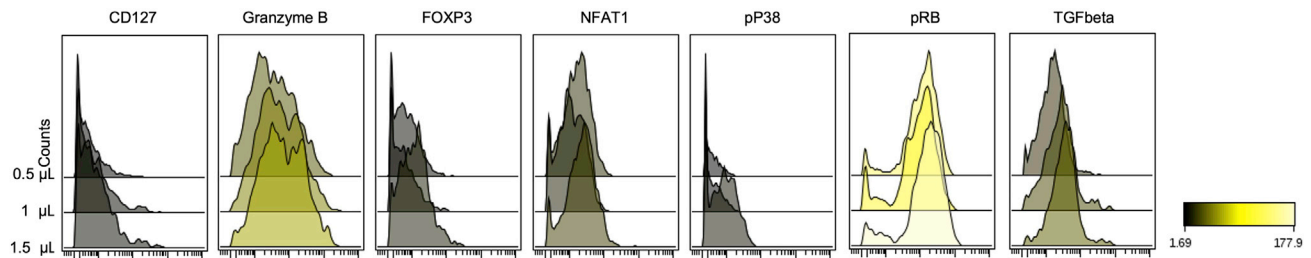 CD127 Granzyme B FOXP3 NFAT1 pP38 pRB TGFbeta
Counts
0.5 µL
1 µL
1.5 µL
1.69 177.9